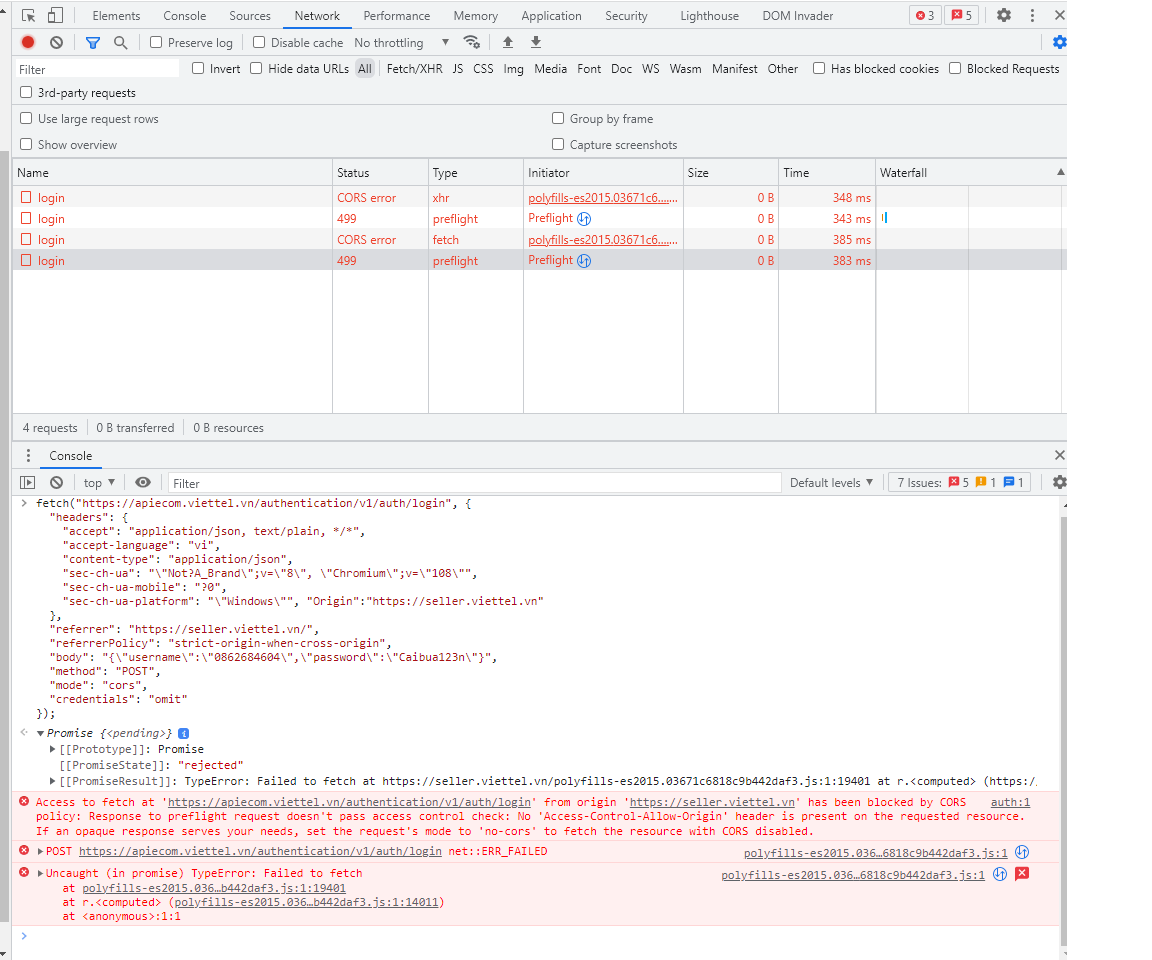 Elements Console Sources Network Performance Memory Application Security Lighthouse DOM Invader 3 5
Preserve log Disable cache No throttling
Filter Invert Hide data URLs All Fetch/XHR JS CSS Img Media Font Doc WS Wasm Manifest Other Has blocked cookies Blocked Requests
3rd-party requests
Use large request rows Group by frame
Show overview Capture screenshots
Name Status Type Initiator Size Time Waterfall
login CORS error xhr polyfills-es2015.03671c6.…... 0 B 348 ms
login 499 preflight Preflight 0 B 343 ms
login CORS error fetch polyfills-es2015.03671c6.…... 0 B 385 ms
login 499 preflight Preflight 0 B 383 ms
4 requests 0 B transferred 0 B resources
Console
top Filter Default levels 7 Issues: 5 1 1
fetch("https://apiecom.viettel.vn/authentication/v1/auth/login", {
"headers": {
"accept": "application/json, text/plain, */*",
"accept-language": "vi",
"content-type": "application/json",
"sec-ch-ua": "\"Not?A_Brand\";v=\"8\", \"Chromium\";v=\"108\"",
"sec-ch-ua-mobile": "?0",
"sec-ch-ua-platform": "\"Windows\"", "Origin":"https://seller.viettel.vn"
},
"referrer": "https://seller.viettel.vn/",
"referrerPolicy": "strict-origin-when-cross-origin",
"body": "{\"username\":\"0862684604\",\"password\":\"Caibua123n\"}",
"method": "POST",
"mode": "cors",
"credentials": "omit"
});
Promise {<pending>} i
[[Prototype]]: Promise
[[PromiseState]]: "rejected"
[[PromiseResult]]: TypeError: Failed to fetch at https://seller.viettel.vn/polyfills-es2015.03671c6818c9b442daf3.js:1:19401 at r.<computed> (https:/
Access to fetch at 'https://apiecom.viettel.vn/authentication/v1/auth/login' from origin 'https://seller.viettel.vn' has been blocked by CORS auth:1
policy: Response to preflight request doesn't pass access control check: No 'Access-Control-Allow-Origin' header is present on the requested resource.
If an opaque response serves your needs, set the request's mode to 'no-cors' to fetch the resource with CORS disabled.
POST https://apiecom.viettel.vn/authentication/v1/auth/login net::ERR_FAILED polyfills-es2015.036…6818c9b442daf3.js:1
Uncaught (in promise) TypeError: Failed to fetch polyfills-es2015.036…6818c9b442daf3.js:1
at polyfills-es2015.036…b442daf3.js:1:19401
at r.<computed> (polyfills-es2015.036…b442daf3.js:1:14011)
at <anonymous>:1:1